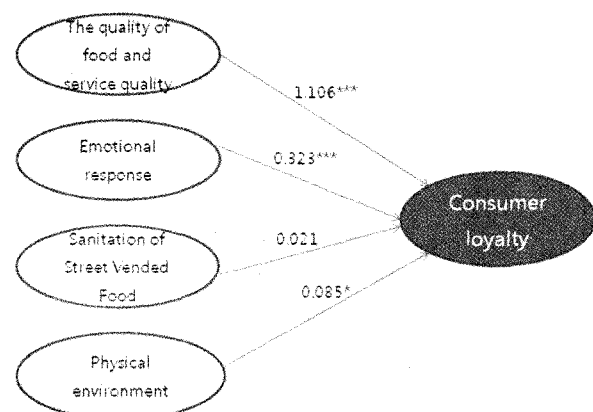 The quality of
food and
service quality
1.106***
Emotional
response
0.323***
Consumer
loyalty
Sanitation of
Street Vended
Food
0.021
0.085*
Physical
environment